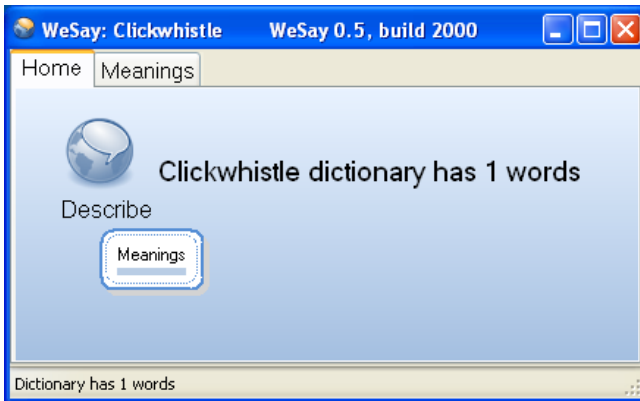 WeSay: Clickwhistle WeSay 0.5, build 2000
Home Meanings
Clickwhistle dictionary has 1 words
Describe
Meanings
Dictionary has 1 words